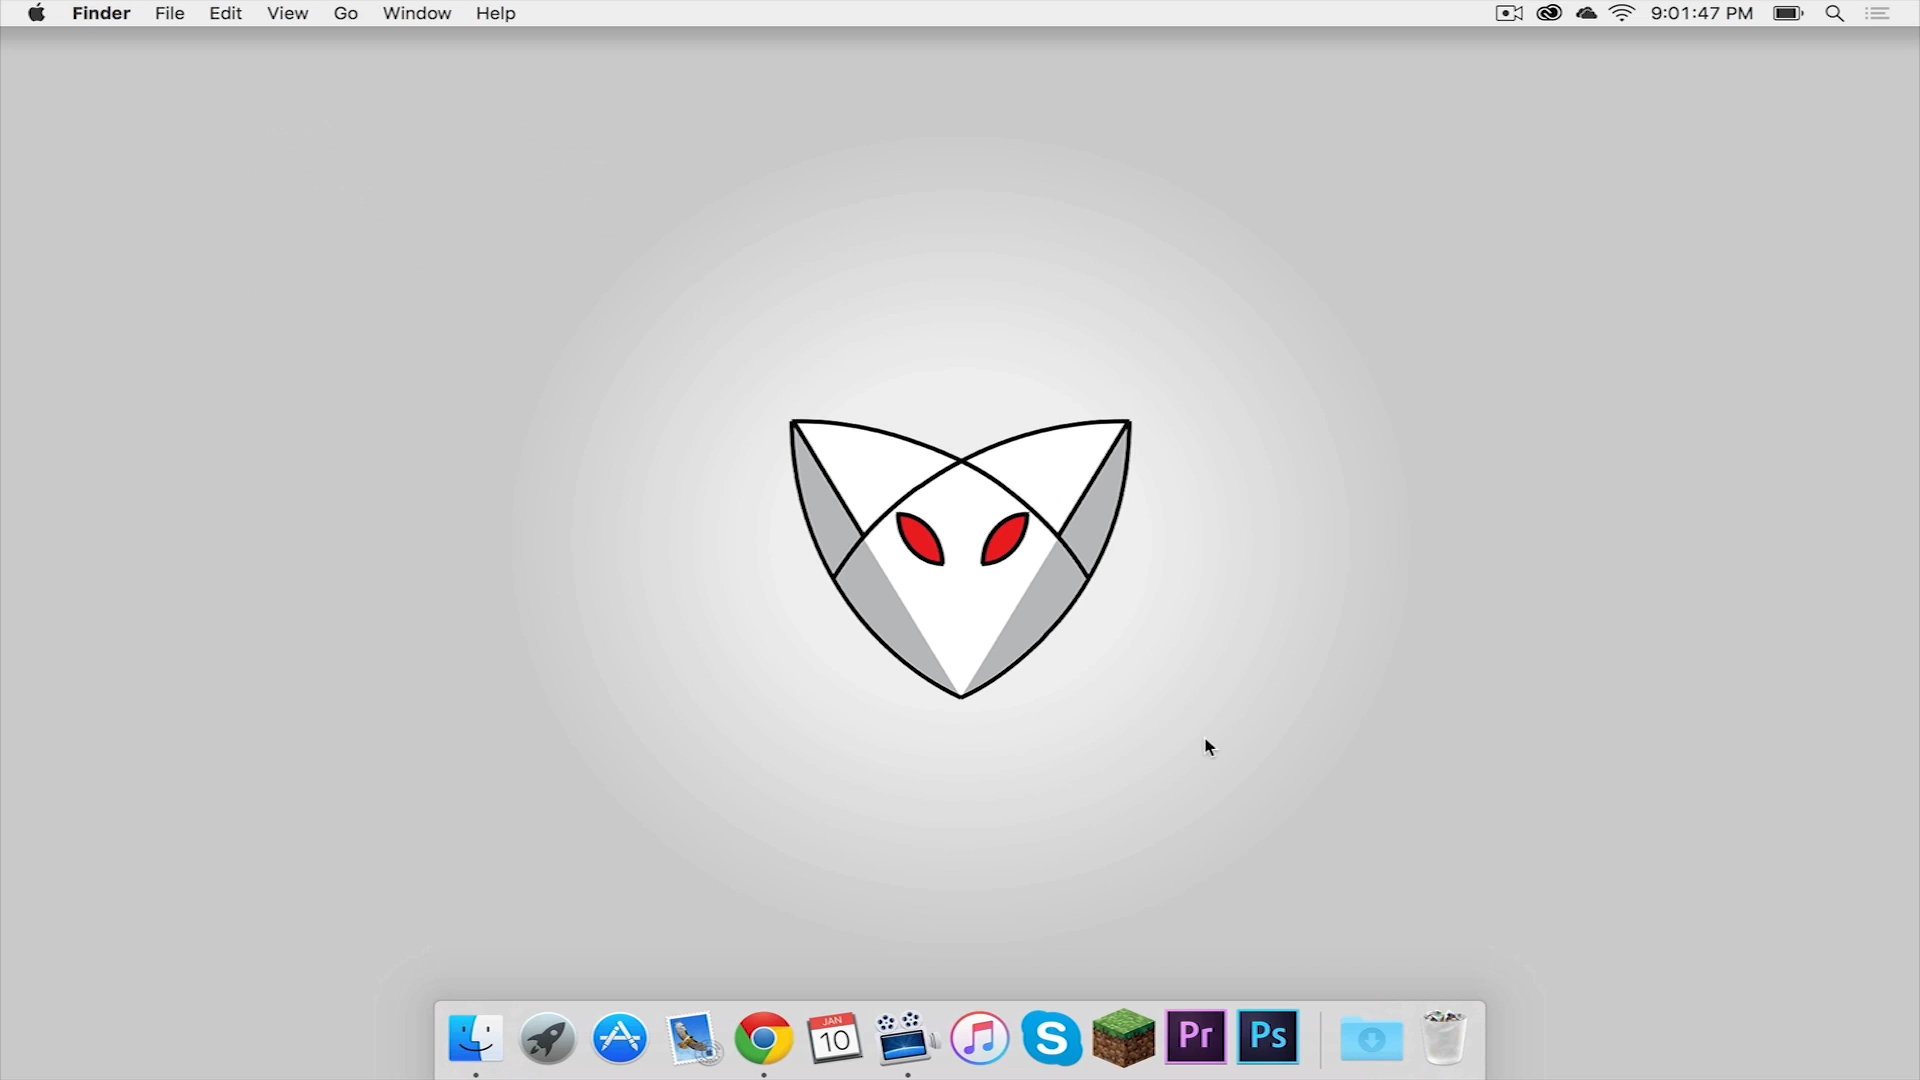 Finder File Edit View Go Window Help 9:01:47 PM
JAN
10
S
Pr
Ps